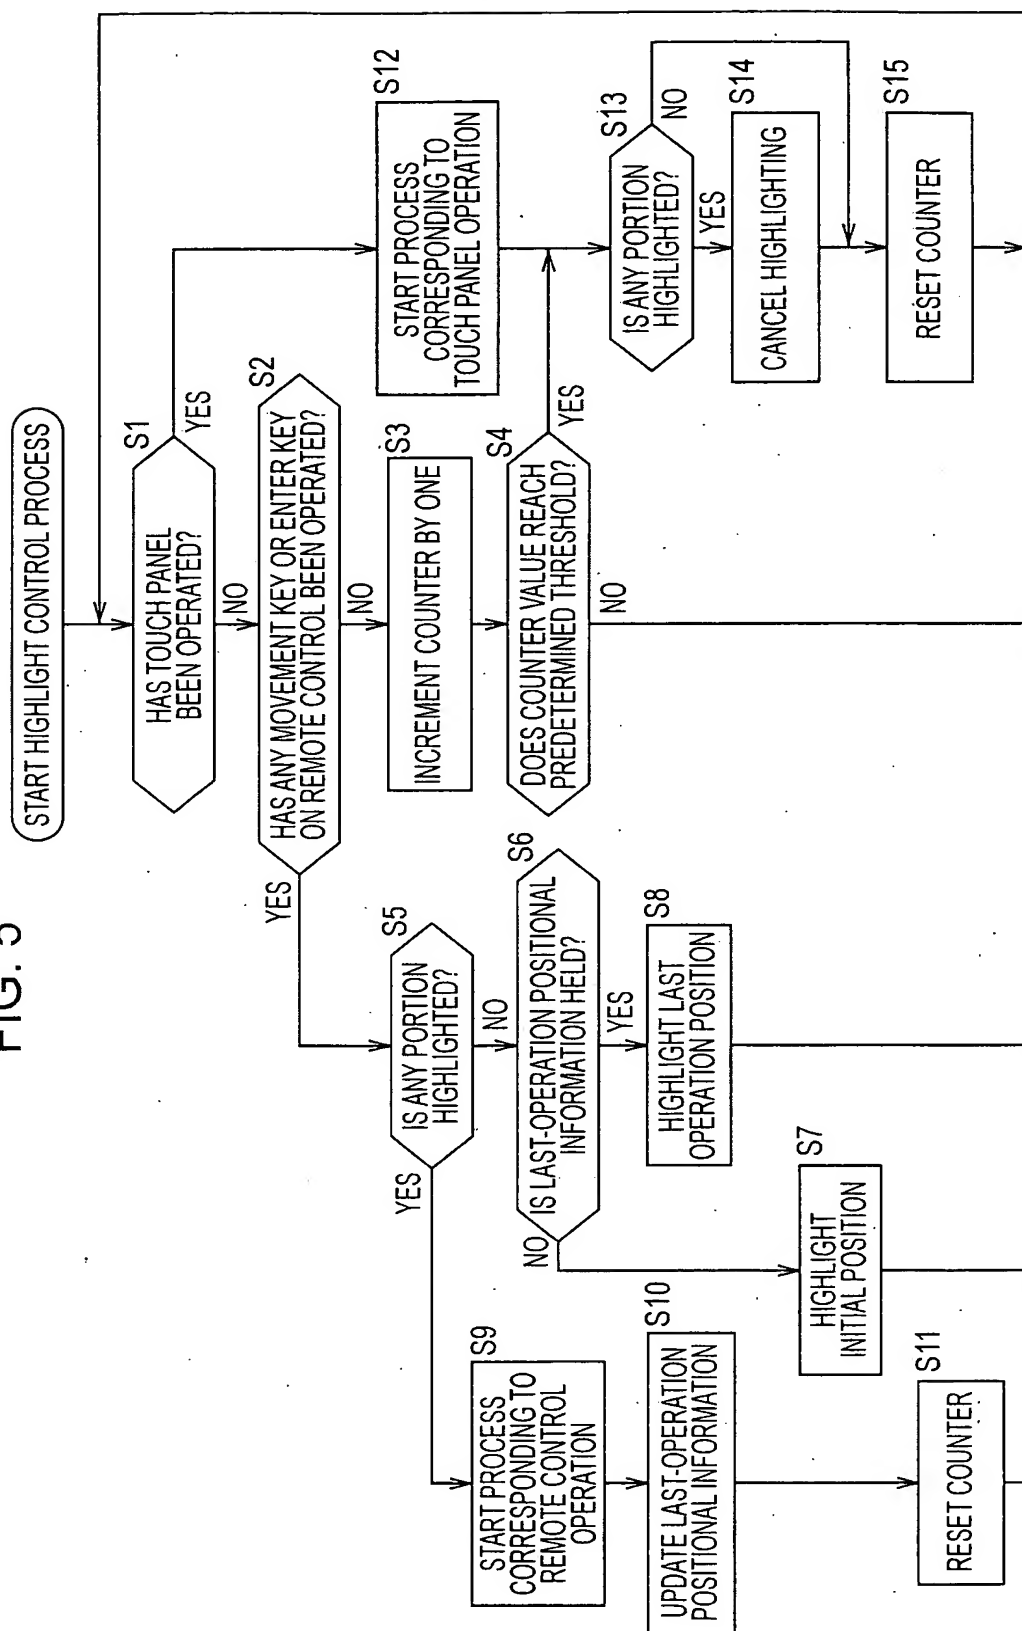 FIG. 5
START HIGHLIGHT CONTROL PROCESS
S1
HAS TOUCH PANEL
BEEN OPERATED?
YES
NO
S2
HAS ANY MOVEMENT KEY OR ENTER KEY
ON REMOTE CONTROL BEEN OPERATED?
YES
NO
S3
INCREMENT COUNTER BY ONE
S4
DOES COUNTER VALUE REACH
PREDETERMINED THRESHOLD?
YES
NO
S5
IS ANY PORTION
HIGHLIGHTED?
YES
NO
S6
IS LAST-OPERATION POSITIONAL
INFORMATION HELD?
NO
YES
S7
HIGHLIGHT
INITIAL POSITION
S8
HIGHLIGHT LAST
OPERATION POSITION
S9
START PROCESS
CORRESPONDING TO
REMOTE CONTROL
OPERATION
S10
UPDATE LAST-OPERATION
POSITIONAL INFORMATION
S11
RESET COUNTER
S12
START PROCESS
CORRESPONDING TO
TOUCH PANEL OPERATION
S13
IS ANY PORTION
HIGHLIGHTED?
NO
YES
S14
CANCEL HIGHLIGHTING
S15
RESET COUNTER